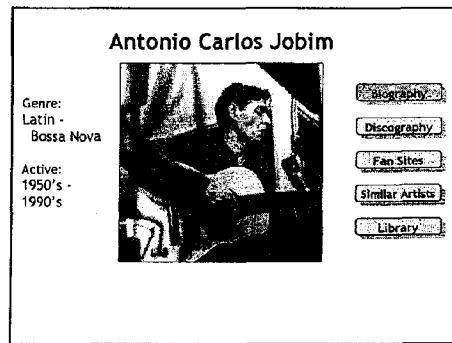 Antonio Carlos Jobim
Genre:
Latin -
Bossa Nova
Active:
1950's -
1990's
Biography
Discography
Fan Sites
Similar Artists
Library